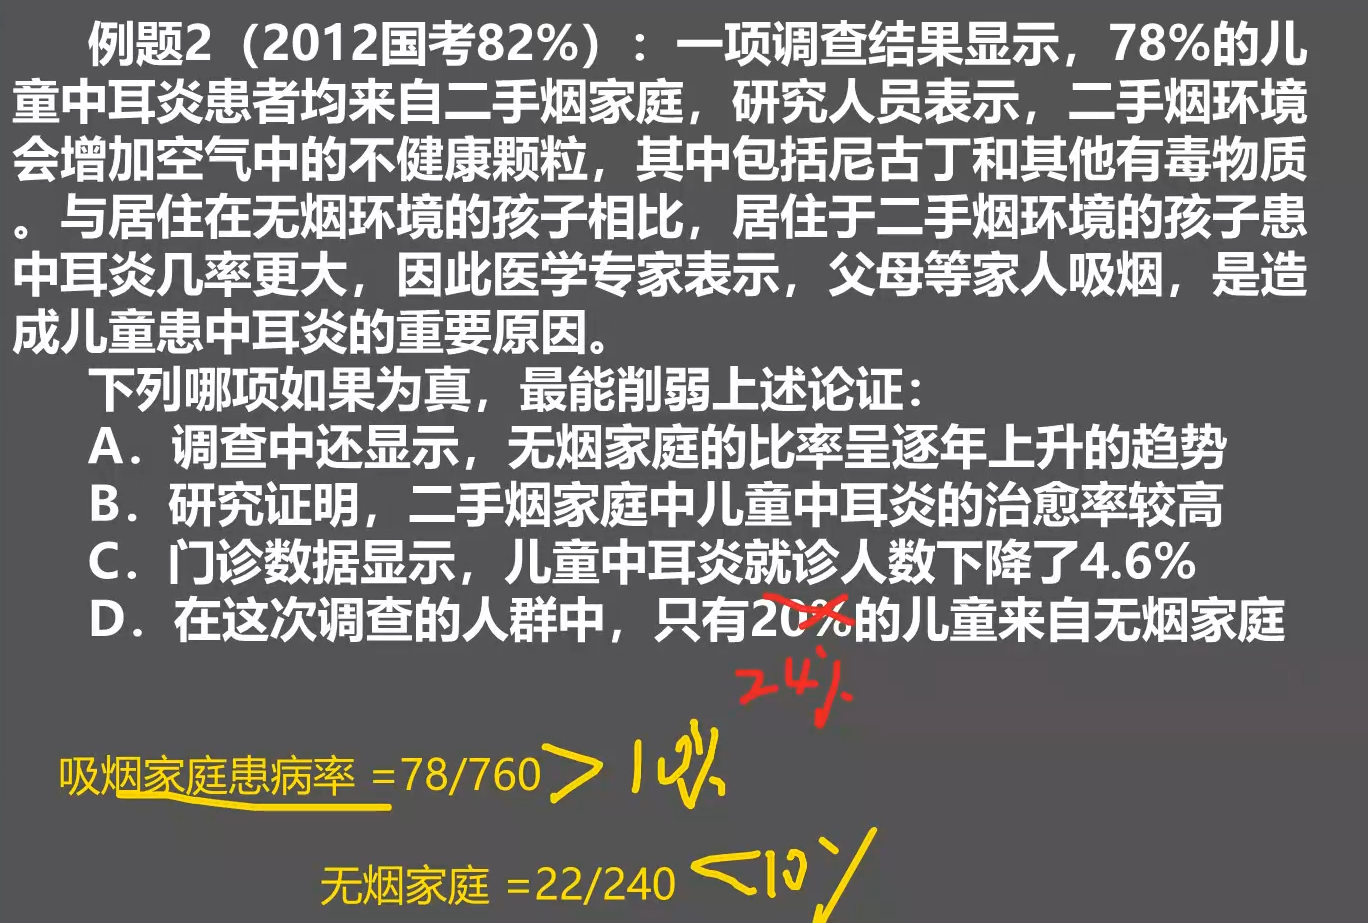 例题2（2012国考82%）：一项调查结果显示，78%的儿
童中耳炎患者均来自二手烟家庭，研究人员表示，二手烟环境
会增加空气中的不健康颗粒，其中包括尼古丁和其他有毒物质
。与居住在无烟环境的孩子相比，居住于二手烟环境的孩子患
中耳炎几率更大，因此医学专家表示，父母等家人吸烟，是造
成儿童患中耳炎的重要原因。
下列哪项如果为真，最能削弱上述论证：
A．调查中还显示，无烟家庭的比率呈逐年上升的趋势
B．研究证明，二手烟家庭中儿童中耳炎的治愈率较高
C．门诊数据显示，儿童中耳炎就诊人数下降了4.6%
D．在这次调查的人群中，只有20%的儿童来自无烟家庭
24%
吸烟家庭患病率 =78/760 > 10%
无烟家庭 =22/240 < 10%